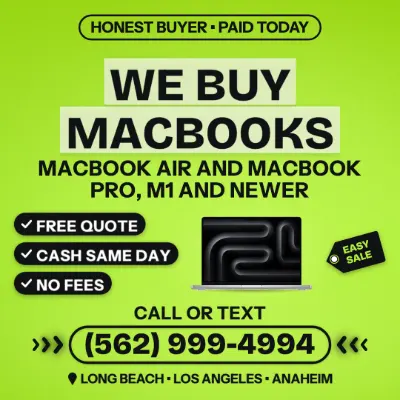 HONEST BUYER • PAID TODAY
WE BUY
MACBOOKS
MACBOOK AIR AND MACBOOK
PRO, M1 AND NEWER
FREE QUOTE
CASH SAME DAY
NO FEES
EASY
SALE
CALL OR TEXT
(562) 999-4994
LONG BEACH • LOS ANGELES • ANAHEIM